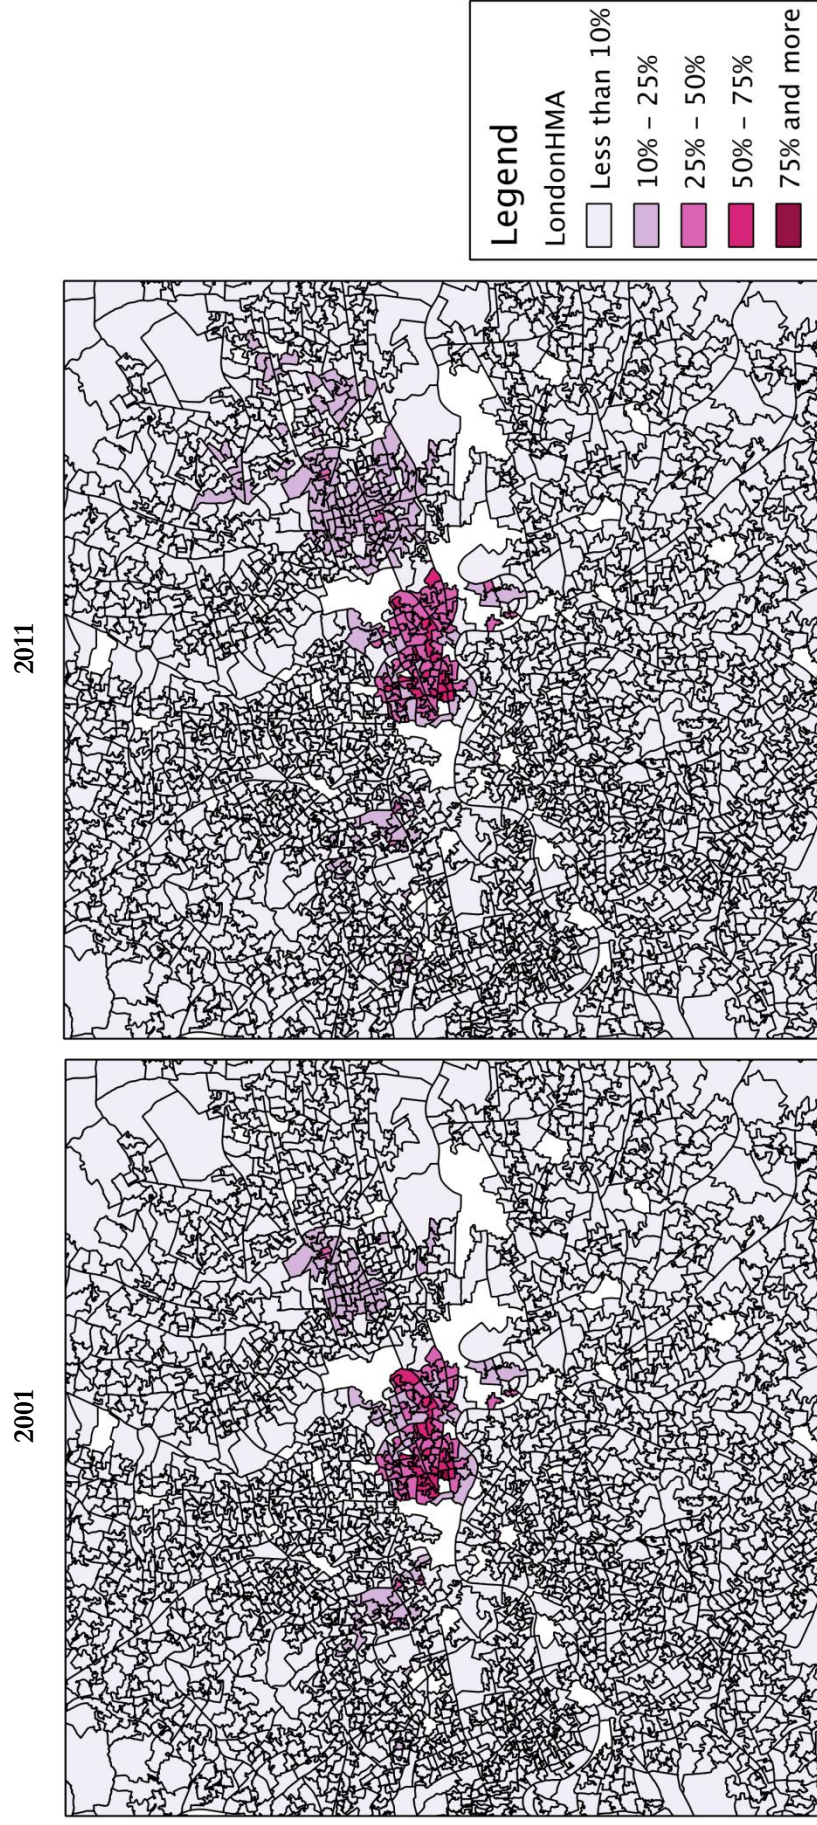 2001
2011
Legend
LondonHMA
Less than 10%
10% – 25%
25% – 50%
50% – 75%
75% and more